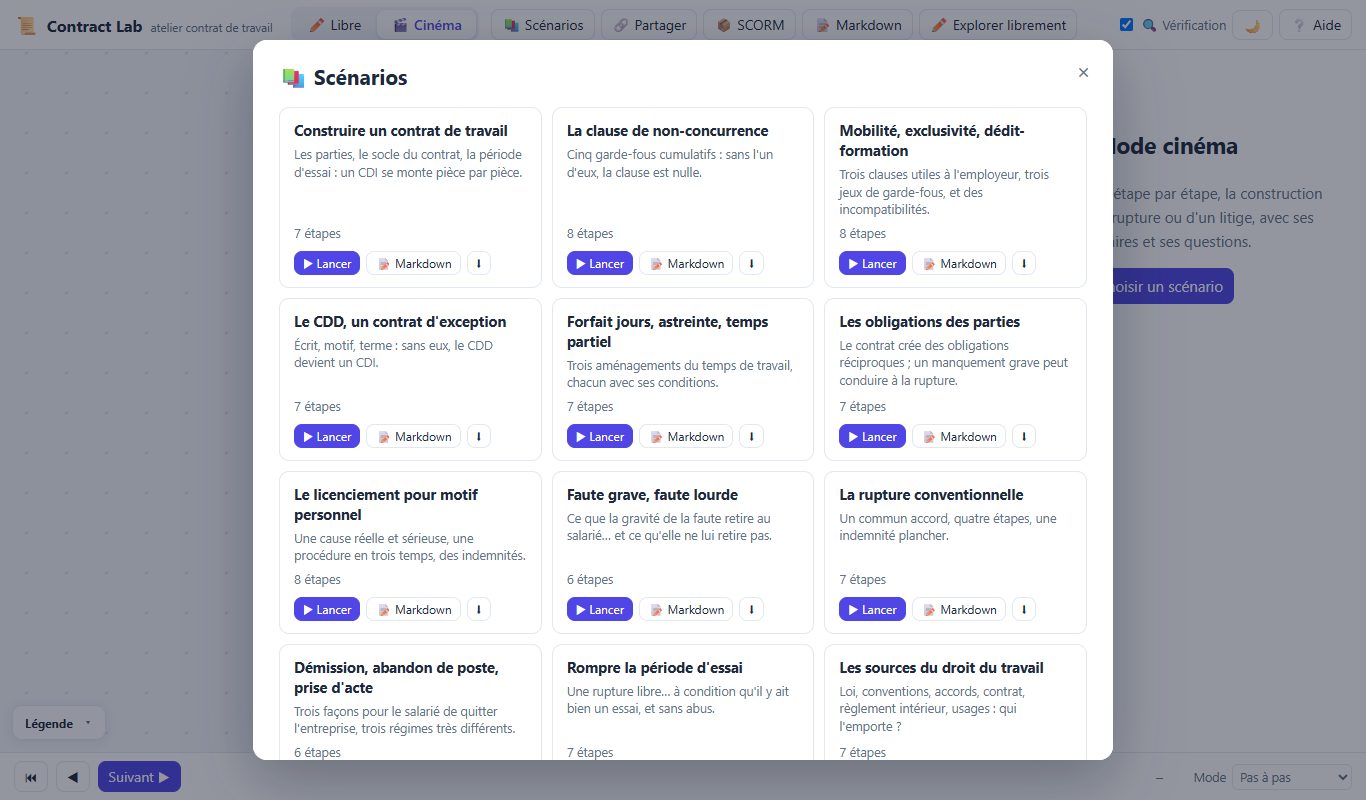 Contract Lab atelier contrat de travail
Libre
Cinéma
Scénarios
Partager
SCORM
Markdown
Explorer librement
Vérification
Aide
Scénarios
×
Construire un contrat de travail
Les parties, le socle du contrat, la période
d'essai : un CDI se monte pièce par pièce.
7 étapes
▶ Lancer
Markdown
⬇
La clause de non-concurrence
Cinq garde-fous cumulatifs : sans l'un
d'eux, la clause est nulle.
8 étapes
▶ Lancer
Markdown
⬇
Mobilité, exclusivité, dédit-
formation
Trois clauses utiles à l'employeur, trois
jeux de garde-fous, et des
incompatibilités.
8 étapes
▶ Lancer
Markdown
⬇
Le CDD, un contrat d'exception
Écrit, motif, terme : sans eux, le CDD
devient un CDI.
7 étapes
▶ Lancer
Markdown
⬇
Forfait jours, astreinte, temps
partiel
Trois aménagements du temps de travail,
chacun avec ses conditions.
7 étapes
▶ Lancer
Markdown
⬇
Les obligations des parties
Le contrat crée des obligations
réciproques ; un manquement grave peut
conduire à la rupture.
7 étapes
▶ Lancer
Markdown
⬇
Le licenciement pour motif
personnel
Une cause réelle et sérieuse, une
procédure en trois temps, des indemnités.
8 étapes
▶ Lancer
Markdown
⬇
Faute grave, faute lourde
Ce que la gravité de la faute retire au
salarié… et ce qu'elle ne lui retire pas.
6 étapes
▶ Lancer
Markdown
⬇
La rupture conventionnelle
Un commun accord, quatre étapes, une
indemnité plancher.
7 étapes
▶ Lancer
Markdown
⬇
Démission, abandon de poste,
prise d'acte
Trois façons pour le salarié de quitter
l'entreprise, trois régimes très différents.
6 étapes
Rompre la période d'essai
Une rupture libre… à condition qu'il y ait
bien un essai, et sans abus.
7 étapes
Les sources du droit du travail
Loi, conventions, accords, contrat,
règlement intérieur, usages : qui
l'emporte ?
7 étapes
cinéma
étape par étape, la construction
rupture ou d'un litige, avec ses
et ses questions.
un scénario
Légende
⏮
◀
Suivant ▶
–
Mode
Pas à pas